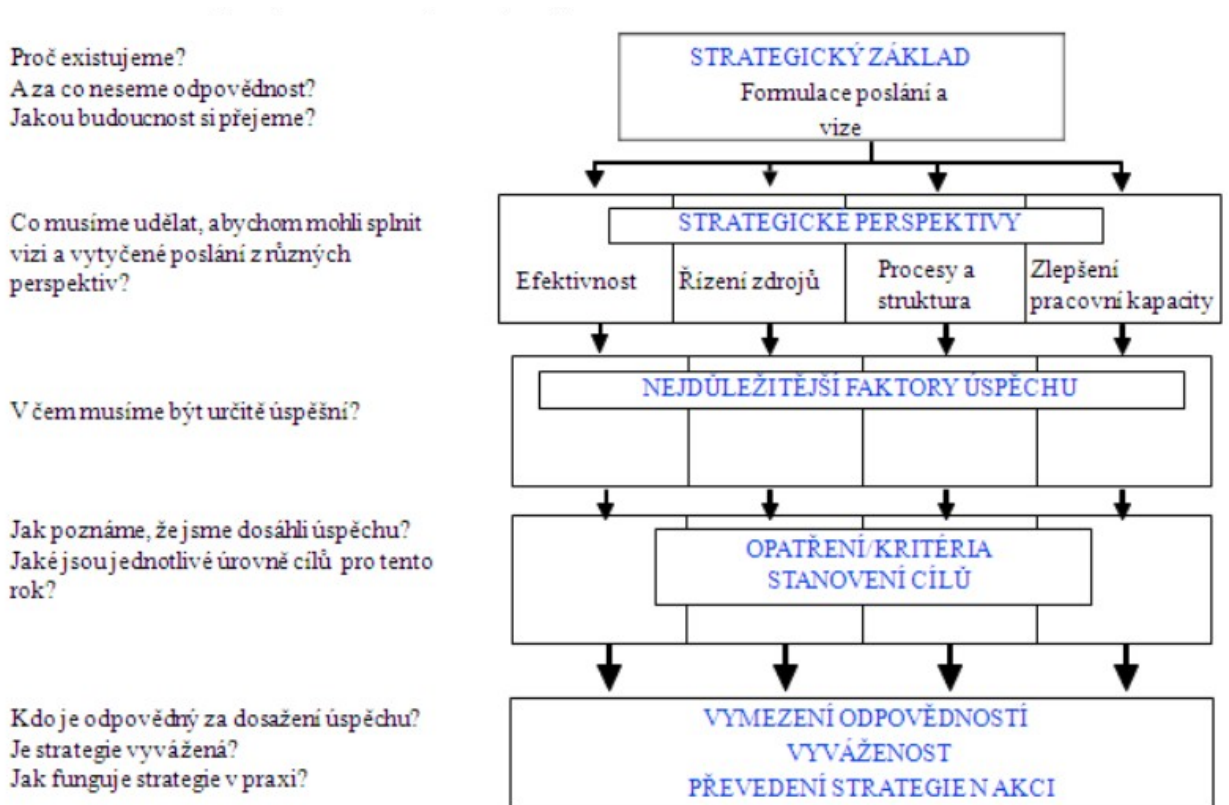 Proč existujeme?
A za co neseme odpovědnost?
Jakou budoucnost si přejeme?
STRATEGICKÝ ZÁKLAD
Formulace poslání a
vize
Co musíme udělat, abychom mohli splnit
vizi a vytyčené poslání z různých
perspektiv?
STRATEGICKÉ PERSPEKTIVY
Efektivnost
Řízení zdrojů
Procesy a
struktura
Zlepšení
pracovní kapacity
V čem musíme být určitě úspěšní?
NEJDŮLEŽITĚJŠÍ FAKTORY ÚSPĚCHU
Jak poznáme, že jsme dosáhli úspěchu?
Jaké jsou jednotlivé úrovně cílů pro tento
rok?
OPATŘENÍ/KRITÉRIA
STANOVENÍ CÍLŮ
Kdo je odpovědný za dosažení úspěchu?
Je strategie vyvážená?
Jak funguje strategie v praxi?
VYMEZENÍ ODPOVĚDNOSTÍ
VYVÁŽENOST
PŘEVEDENÍ STRATEGIE N AKCI